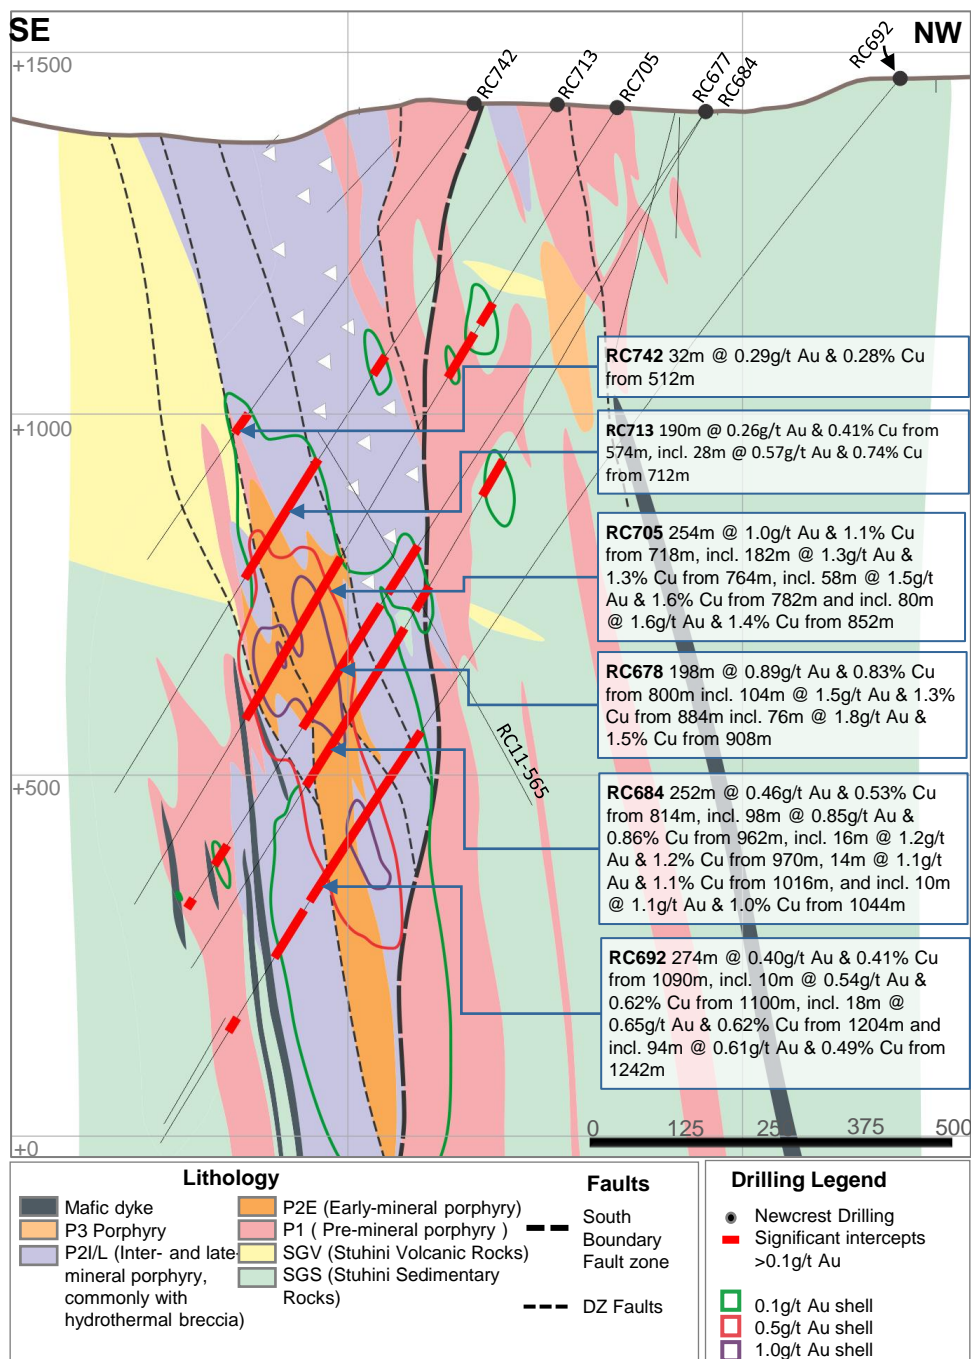 SE
NW
+1500
RC742
RC713
RC705
RC677
RC684
RC692
RC742 32m @ 0.29g/t Au & 0.28% Cu
from 512m
+1000
RC713 190m @ 0.26g/t Au & 0.41% Cu from
574m, incl. 28m @ 0.57g/t Au & 0.74% Cu
from 712m
RC705 254m @ 1.0g/t Au & 1.1% Cu
from 718m, incl. 182m @ 1.3g/t Au &
1.3% Cu from 764m, incl. 58m @ 1.5g/t
Au & 1.6% Cu from 782m and incl. 80m
@ 1.6g/t Au & 1.4% Cu from 852m
RC678 198m @ 0.89g/t Au & 0.83% Cu
from 800m incl. 104m @ 1.5g/t Au & 1.3%
Cu from 884m incl. 76m @ 1.8g/t Au &
1.5% Cu from 908m
RC11-565
+500
RC684 252m @ 0.46g/t Au & 0.53% Cu
from 814m, incl. 98m @ 0.85g/t Au &
0.86% Cu from 962m, incl. 16m @ 1.2g/t
Au & 1.2% Cu from 970m, 14m @ 1.1g/t
Au & 1.1% Cu from 1016m, and incl. 10m
@ 1.1g/t Au & 1.0% Cu from 1044m
RC692 274m @ 0.40g/t Au & 0.41% Cu
from 1090m, incl. 10m @ 0.54g/t Au &
0.62% Cu from 1100m, incl. 18m @
0.65g/t Au & 0.62% Cu from 1204m and
incl. 94m @ 0.61g/t Au & 0.49% Cu from
1242m
0 125 25 375 500
+0
Lithology
Mafic dyke
P3 Porphyry
P2I/L (Inter- and late-
mineral porphyry,
commonly with
hydrothermal breccia)
P2E (Early-mineral porphyry)
P1 ( Pre-mineral porphyry )
SGV (Stuhini Volcanic Rocks)
SGS (Stuhini Sedimentary
Rocks)
Faults
South
Boundary
Fault zone
DZ Faults
Drilling Legend
Newcrest Drilling
Significant intercepts
>0.1g/t Au
0.1g/t Au shell
0.5g/t Au shell
1.0g/t Au shell